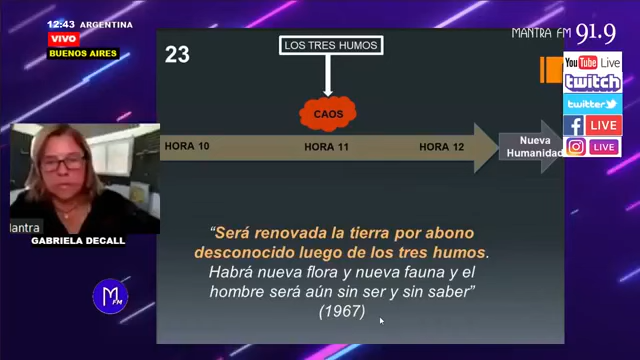 12:43 ARGENTINA
VIVO
BUENOS AIRES
MANTRA FM 91.9
YouTube Live
twitch
twitter
LIVE
LIVE
23
LOS TRES HUMOS
CAOS
HORA 10
HORA 11
HORA 12
Nueva
Humanidad
Mantra
GABRIELA DECALL
M FM
“Será renovada la tierra por abono
desconocido luego de los tres humos.
Habrá nueva flora y nueva fauna y el
hombre será aún sin ser y sin saber”
(1967)